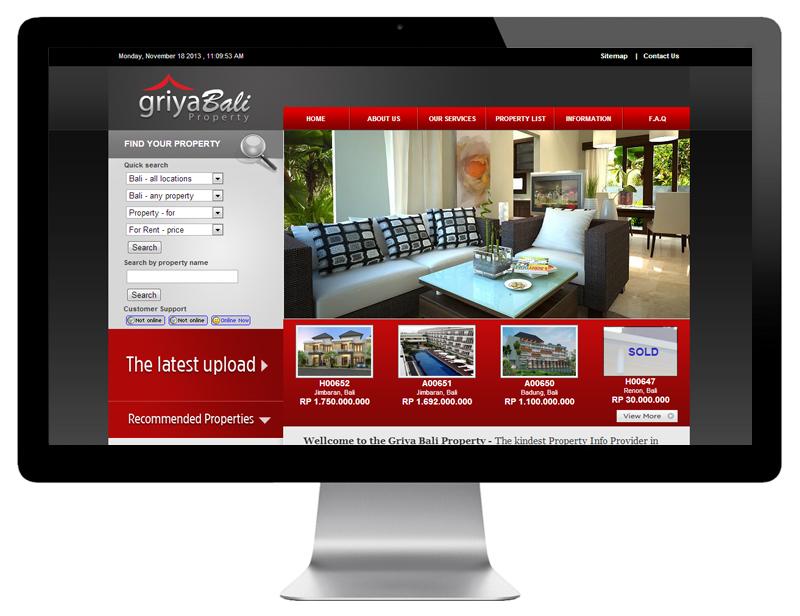 Monday, November 18 2013 , 11:09:53 AM
Sitemap | Contact Us
griyaBali
Property
HOME
ABOUT US
OUR SERVICES
PROPERTY LIST
INFORMATION
F.A.Q
FIND YOUR PROPERTY
Quick search
Bali - all locations
Bali - any property
Property - for
For Rent - price
Search
Search by property name
Search
Customer Support
Not online
Not online
Online Now
The latest upload
Recommended Properties
H00652
Jimbaran, Bali
RP 1.750.000.000
A00651
Jimbaran, Bali
RP 1.692.000.000
A00650
Badung, Bali
RP 1.100.000.000
SOLD
H00647
Renon, Bali
RP 30.000.000
View More
Wellcome to the Griya Bali Property - The kindest Property Info Provider in